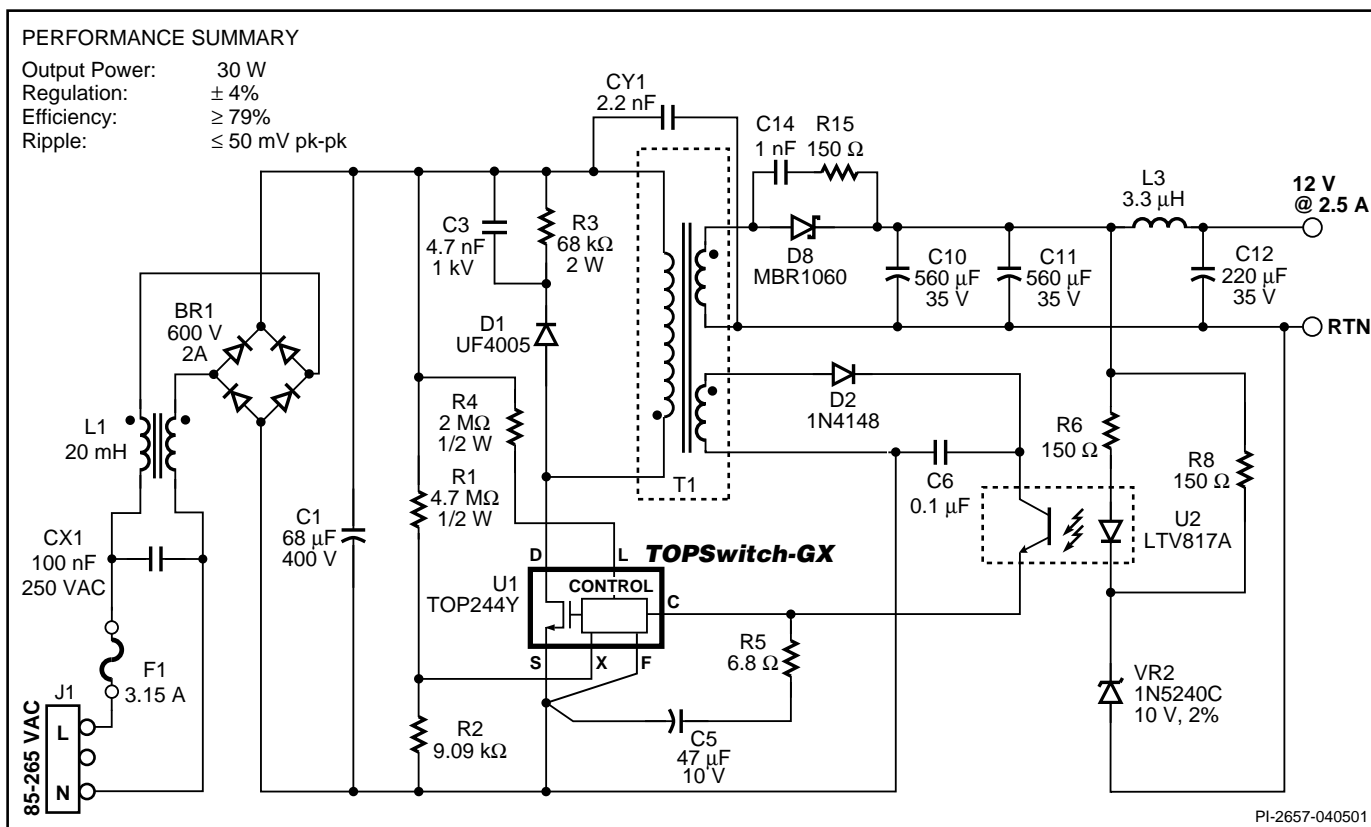 PERFORMANCE SUMMARY
Output Power: 30 W
Regulation: ± 4%
Efficiency: ≥ 79%
Ripple: ≤ 50 mV pk-pk
CY1
2.2 nF
C14
1 nF
R15
150 Ω
L3
3.3 µH
12 V
@ 2.5 A
C3
4.7 nF
1 kV
R3
68 kΩ
2 W
D8
MBR1060
C10
560 µF
35 V
C11
560 µF
35 V
C12
220 µF
35 V
BR1
600 V
2A
D1
UF4005
RTN
D2
1N4148
R4
2 MΩ
1/2 W
L1
20 mH
R6
150 Ω
R8
150 Ω
T1
C6
0.1 µF
R1
4.7 MΩ
1/2 W
C1
68 µF
400 V
CX1
100 nF
250 VAC
U2
LTV817A
D
L
TOPSwitch-GX
U1
TOP244Y
CONTROL
C
S
X
F
R5
6.8 Ω
F1
3.15 A
J1
L
N
85-265 VAC
R2
9.09 kΩ
C5
47 µF
10 V
VR2
1N5240C
10 V, 2%
PI-2657-040501